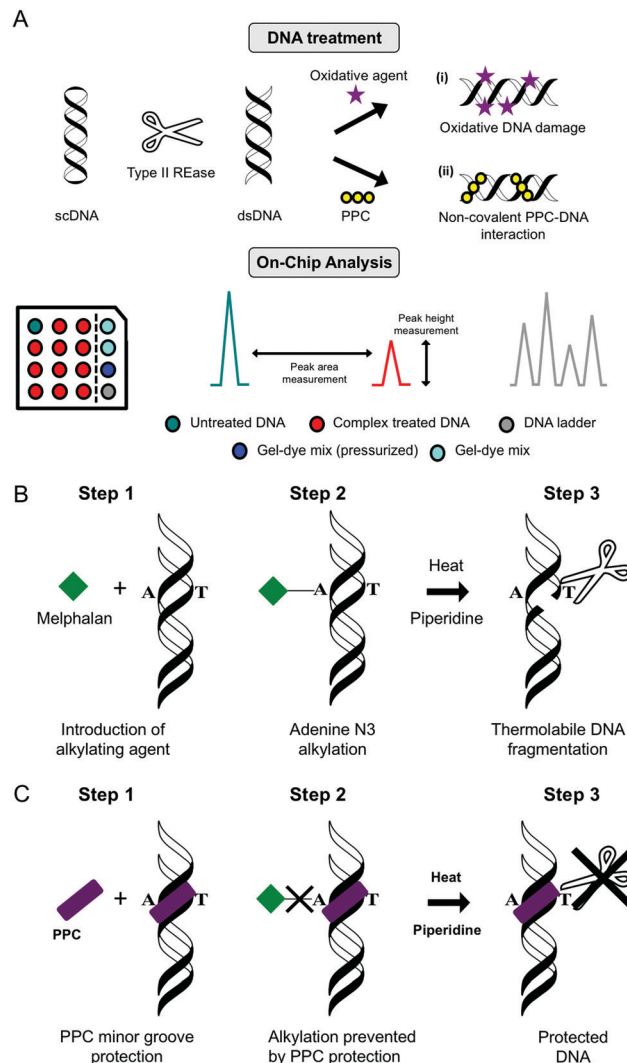 A
DNA treatment
Oxidative agent
(i)
Oxidative DNA damage
Type II REase
scDNA
dsDNA
PPC
(ii)
Non-covalent PPC-DNA
interaction
On-Chip Analysis
Peak height
measurement
Peak area
measurement
Untreated DNA
Complex treated DNA
DNA ladder
Gel-dye mix (pressurized)
Gel-dye mix
B
Step 1
Step 2
Step 3
Melphalan
+
A
T
A
T
Heat
Piperidine
A
T
Introduction of
alkylating agent
Adenine N3
alkylation
Thermolabile DNA
fragmentation
C
Step 1
Step 2
Step 3
PPC
+
A
T
A
T
Heat
Piperidine
A
T
PPC minor groove
protection
Alkylation prevented
by PPC protection
Protected
DNA